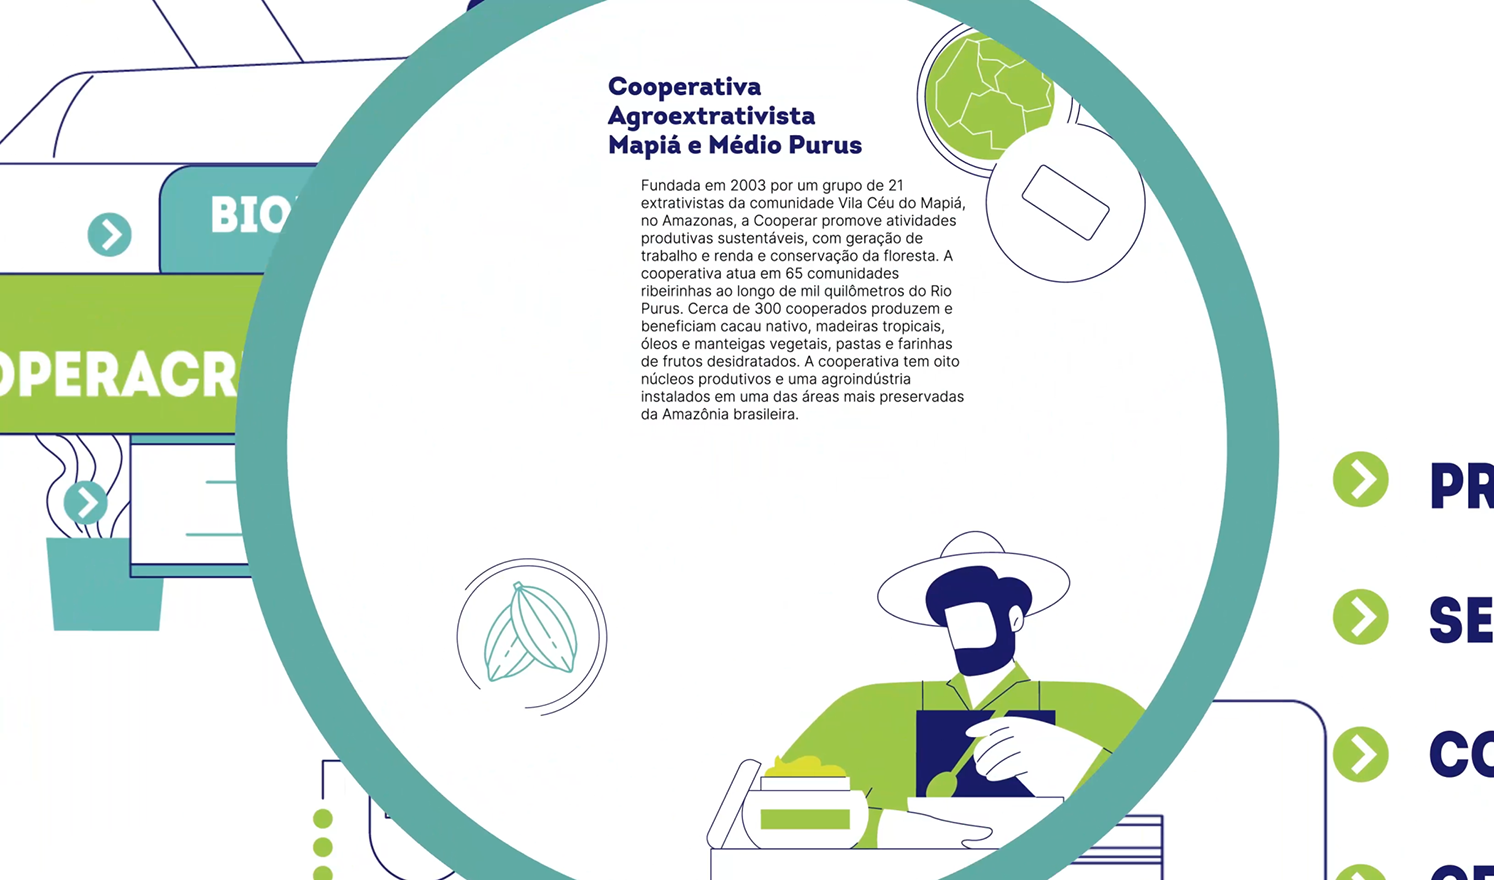 Cooperativa
Agroextrativista
Mapiá e Médio Purus
Fundada em 2003 por um grupo de 21
extrativistas da comunidade Vila Céu do Mapiá,
no Amazonas, a Cooperar promove atividades
produtivas sustentáveis, com geração de
trabalho e renda e conservação da floresta. A
cooperativa atua em 65 comunidades
ribeirinhas ao longo de mil quilômetros do Rio
Purus. Cerca de 300 cooperados produzem e
beneficiam cacau nativo, madeiras tropicais,
óleos e manteigas vegetais, pastas e farinhas
de frutos desidratados. A cooperativa tem oito
núcleos produtivos e uma agroindústria
instalados em uma das áreas mais preservadas
da Amazônia brasileira.
BIO
OPERACR
PR
SE
CO